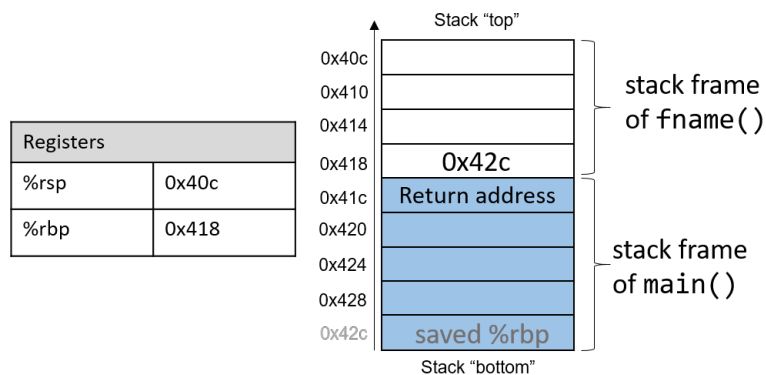 Stack “top”
0x40c
0x410
0x414
0x418 0x42c
0x41c Return address
0x420
0x424
0x428
0x42c saved %rbp
Stack “bottom”
stack frame
of fname()
stack frame
of main()
Registers
%rsp 0x40c
%rbp 0x418